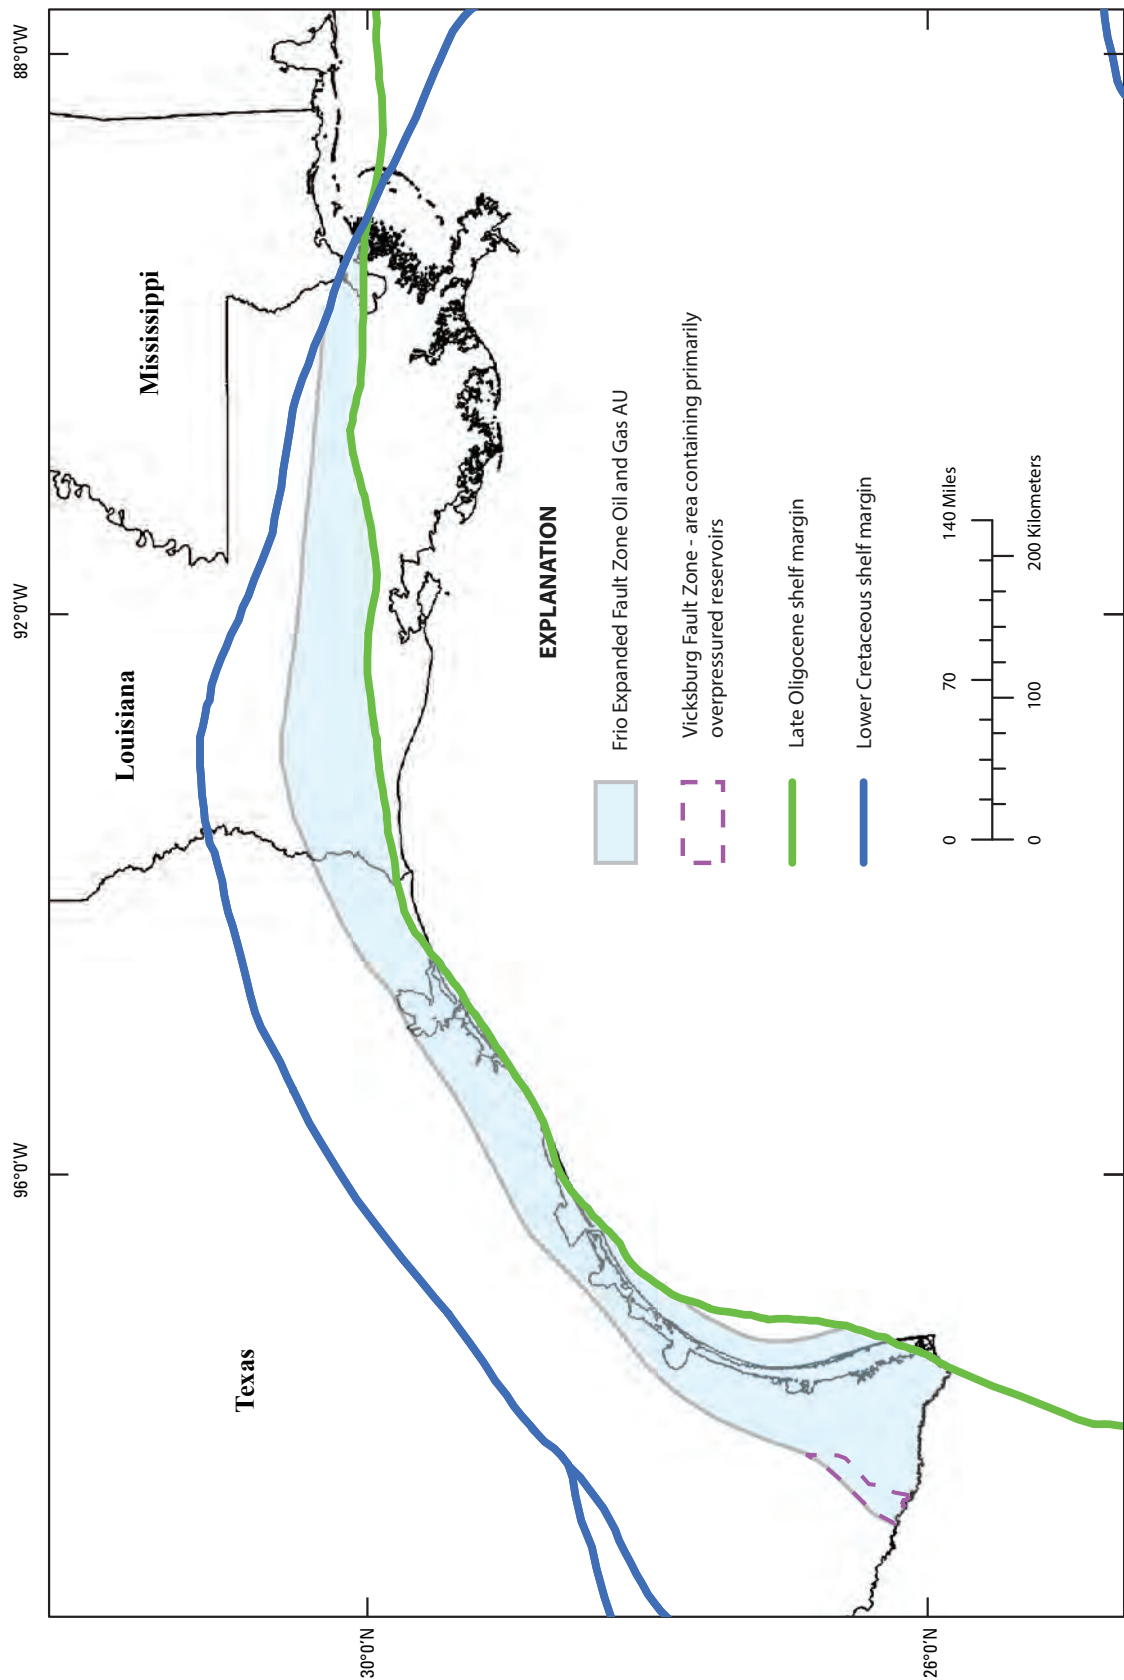 88°0'W
92°0'W
96°0'W
30°0'N
26°0'N
Mississippi
Louisiana
Texas
EXPLANATION
Frio Expanded Fault Zone Oil and Gas AU
Vicksburg Fault Zone - area containing primarily
overpressured reservoirs
Late Oligocene shelf margin
Lower Cretaceous shelf margin
0 70 140 Miles
0 100 200 Kilometers